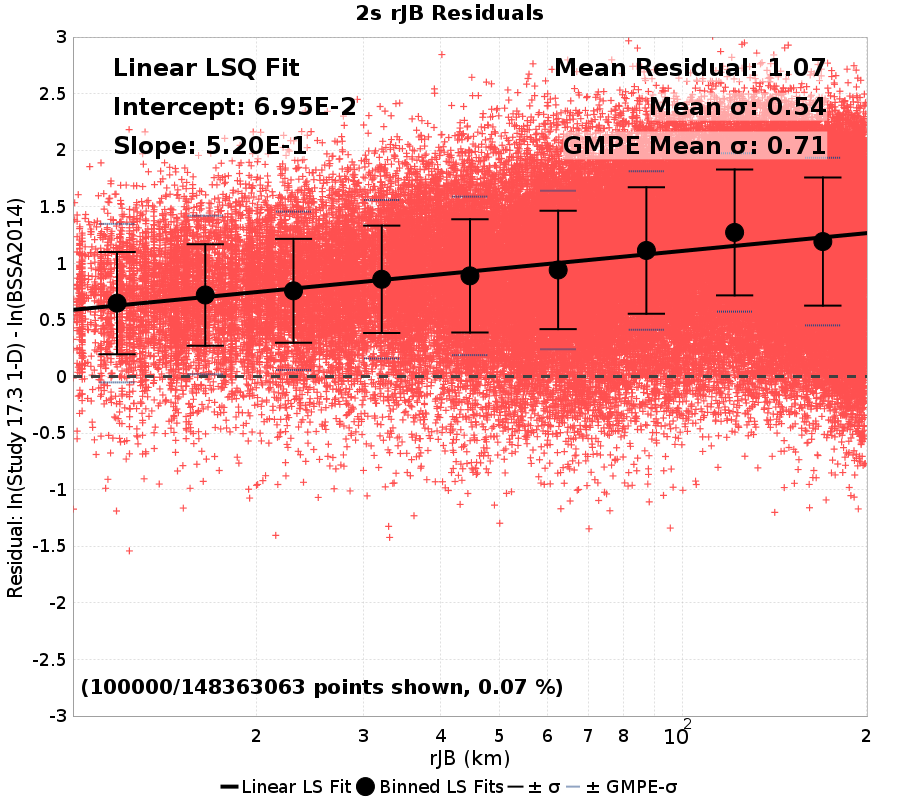 2s rJB Residuals
Linear LSQ Fit
Intercept: 6.95E-2
Slope: 5.20E-1
Mean Residual: 1.07
Mean σ: 0.54
GMPE Mean σ: 0.71
Residual: ln(Study 17.3 1-D) - ln(BSSA2014)
3
2.5
2
1.5
1
0.5
0
-0.5
-1
-1.5
-2
-2.5
-3
(100000/148363063 points shown, 0.07 %)
2 3 4 5 6 7 8 10² 2
rJB (km)
Linear LS Fit Binned LS Fits ± σ ± GMPE-σ